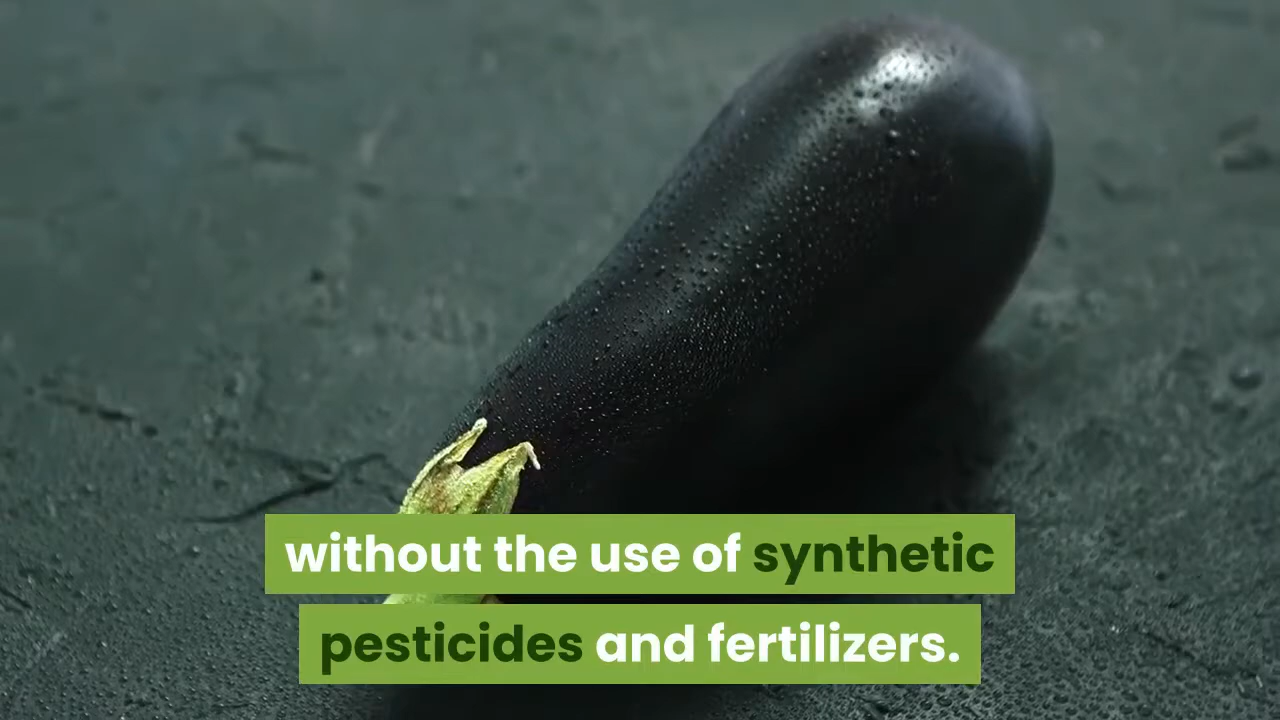 without the use of synthetic
pesticides and fertilizers.